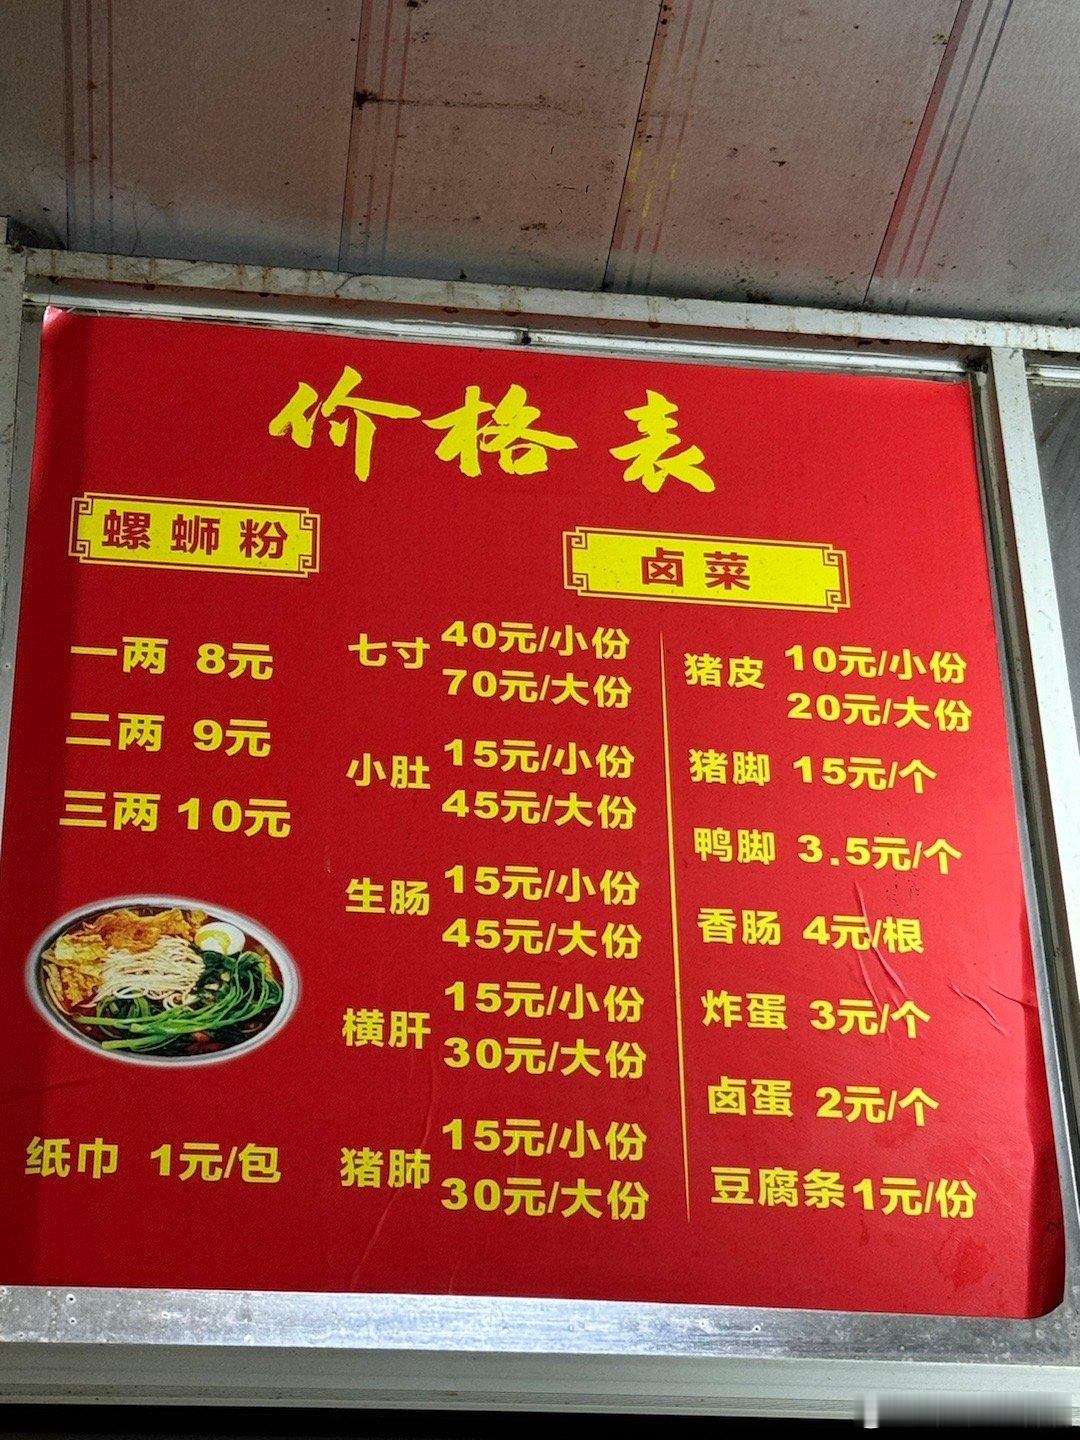 价格表
螺蛳粉
一两 8元
二两 9元
三两 10元
纸巾 1元/包
卤菜
七寸 40元/小份
70元/大份
小肚 15元/小份
45元/大份
生肠 15元/小份
45元/大份
横肝 15元/小份
30元/大份
猪肺 15元/小份
30元/大份
猪皮 10元/小份
20元/大份
猪脚 15元/个
鸭脚 3.5元/个
香肠 4元/根
炸蛋 3元/个
卤蛋 2元/个
豆腐条 1元/份